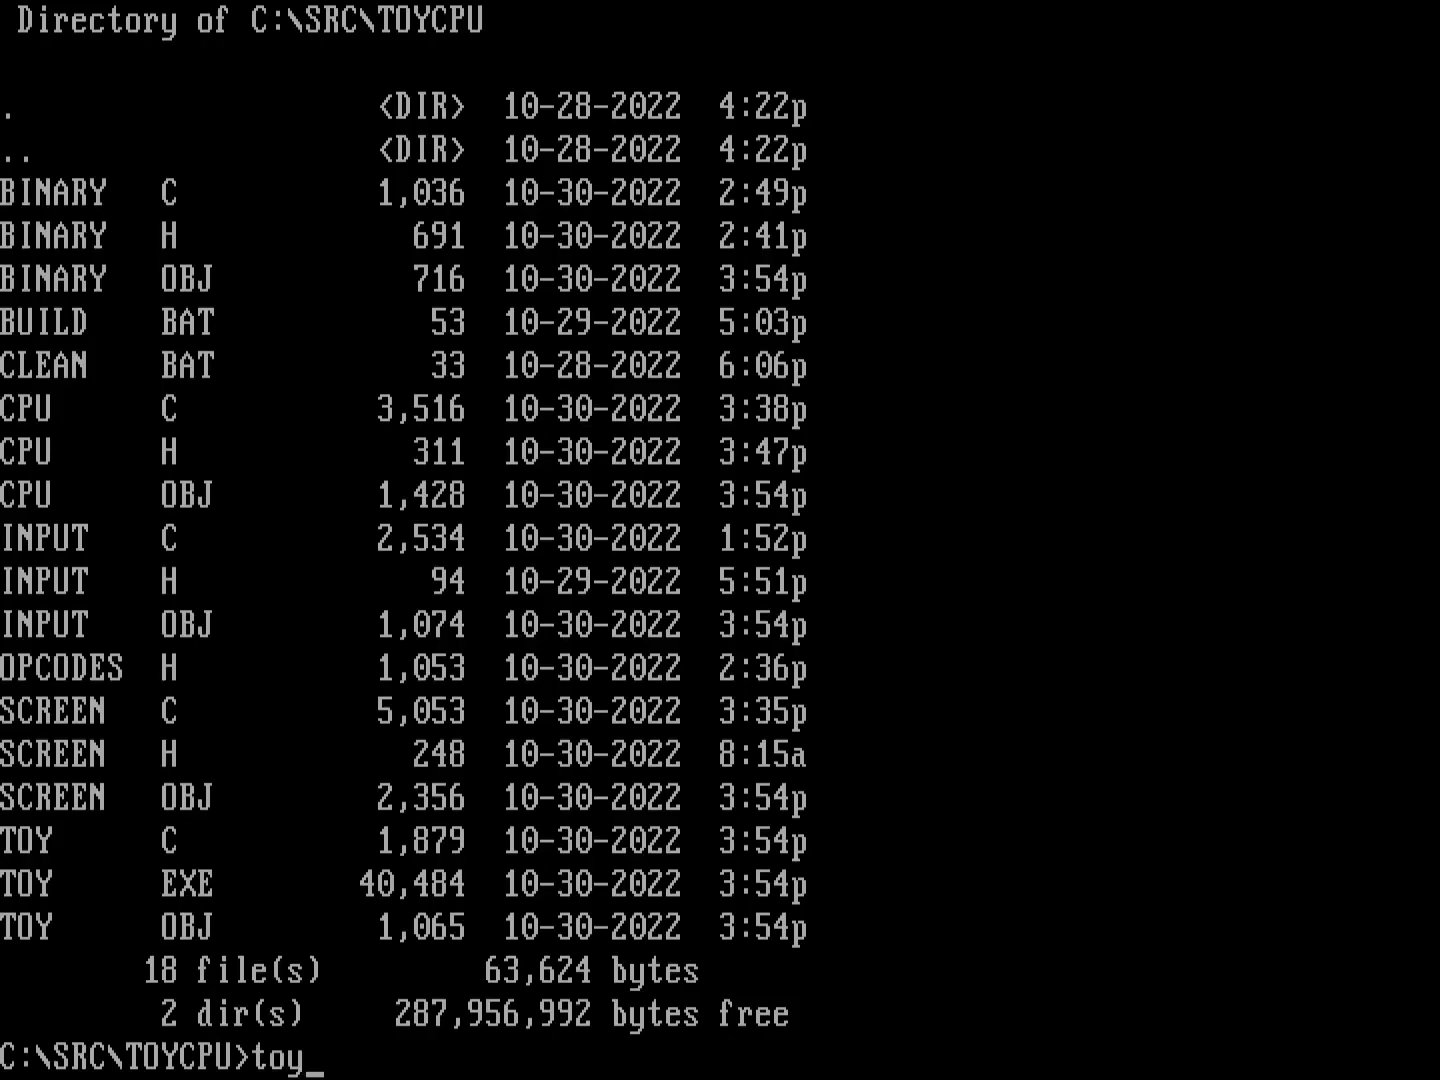 Directory of C:\SRC\TOYCPU
. <DIR> 10-28-2022 4:22p
.. <DIR> 10-28-2022 4:22p
BINARY C 1,036 10-30-2022 2:49p
BINARY H 691 10-30-2022 2:41p
BINARY OBJ 716 10-30-2022 3:54p
BUILD BAT 53 10-29-2022 5:03p
CLEAN BAT 33 10-28-2022 6:06p
CPU C 3,516 10-30-2022 3:38p
CPU H 311 10-30-2022 3:47p
CPU OBJ 1,428 10-30-2022 3:54p
INPUT C 2,534 10-30-2022 1:52p
INPUT H 94 10-29-2022 5:51p
INPUT OBJ 1,074 10-30-2022 3:54p
OPCODES H 1,053 10-30-2022 2:36p
SCREEN C 5,053 10-30-2022 3:35p
SCREEN H 248 10-30-2022 8:15a
SCREEN OBJ 2,356 10-30-2022 3:54p
TOY C 1,879 10-30-2022 3:54p
TOY EXE 40,484 10-30-2022 3:54p
TOY OBJ 1,065 10-30-2022 3:54p
18 file(s) 63,624 bytes
2 dir(s) 287,956,992 bytes free
C:\SRC\TOYCPU>toy_